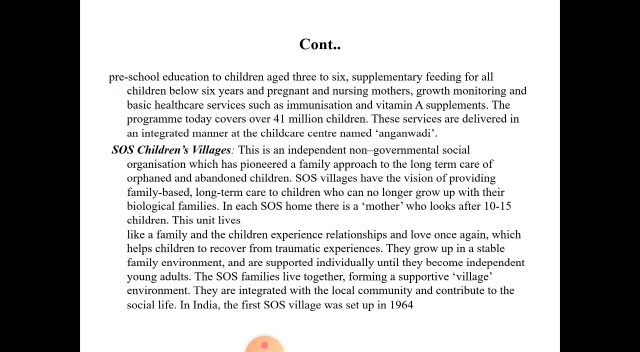 Cont..
pre-school education to children aged three to six, supplementary feeding for all
children below six years and pregnant and nursing mothers, growth monitoring and
basic healthcare services such as immunisation and vitamin A supplements. The
programme today covers over 41 million children. These services are delivered in
an integrated manner at the childcare centre named ‘anganwadi’.
SOS Children’s Villages: This is an independent non–governmental social
organisation which has pioneered a family approach to the long term care of
orphaned and abandoned children. SOS villages have the vision of providing
family-based, long-term care to children who can no longer grow up with their
biological families. In each SOS home there is a ‘mother’ who looks after 10-15
children. This unit lives
like a family and the children experience relationships and love once again, which
helps children to recover from traumatic experiences. They grow up in a stable
family environment, and are supported individually until they become independent
young adults. The SOS families live together, forming a supportive ‘village’
environment. They are integrated with the local community and contribute to the
social life. In India, the first SOS village was set up in 1964